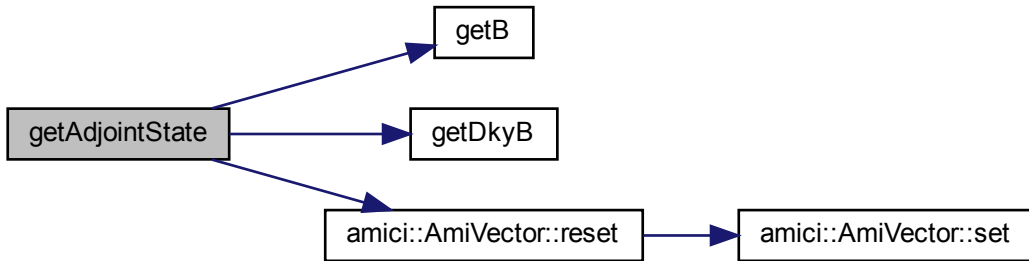 getB
getAdjointState
getDkyB
amici::AmiVector::reset
amici::AmiVector::set